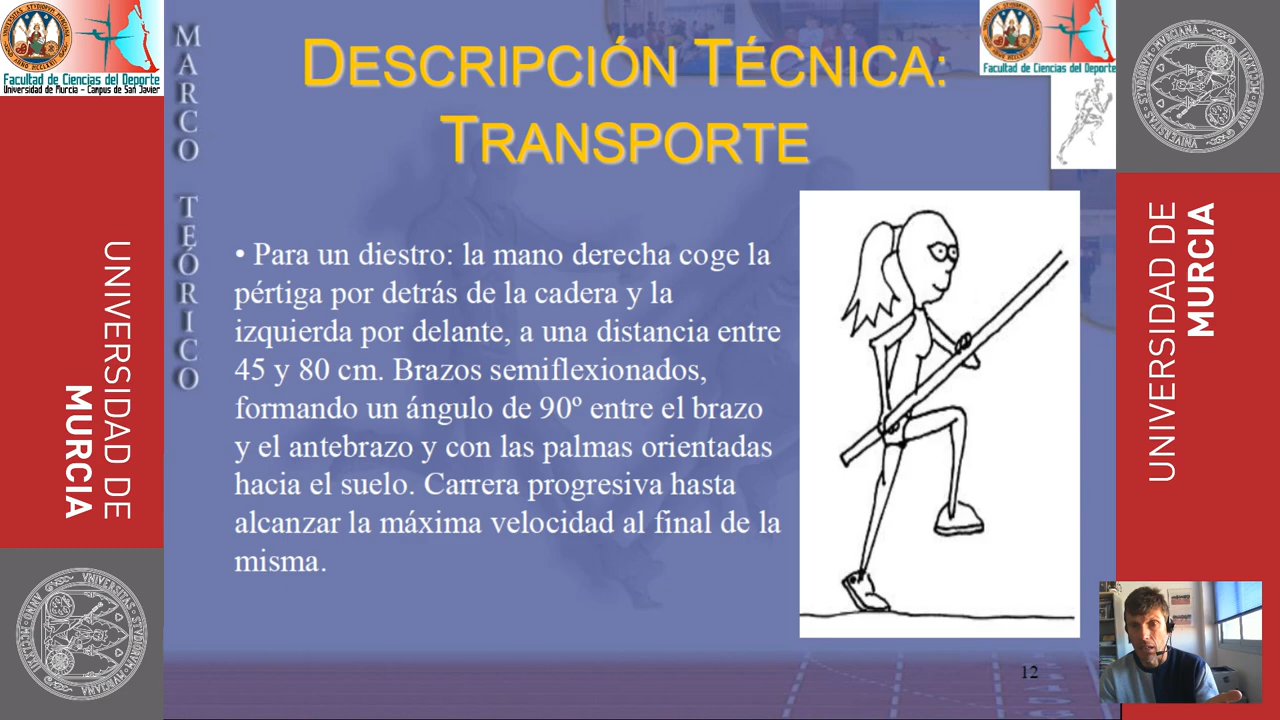 Facultad de Ciencias del Deporte
Universidad de Murcia - Campus de San Javier
UNIVERSIDAD DE
MURCIA
MARCO TEÓRICO
DESCRIPCIÓN TÉCNICA:
TRANSPORTE
• Para un diestro: la mano derecha coge la
pértiga por detrás de la cadera y la
izquierda por delante, a una distancia entre
45 y 80 cm. Brazos semiflexionados,
formando un ángulo de 90º entre el brazo
y el antebrazo y con las palmas orientadas
hacia el suelo. Carrera progresiva hasta
alcanzar la máxima velocidad al final de la
misma.
12
Facultad de Ciencias del Deporte
UNIVERSIDAD DE
MURCIA